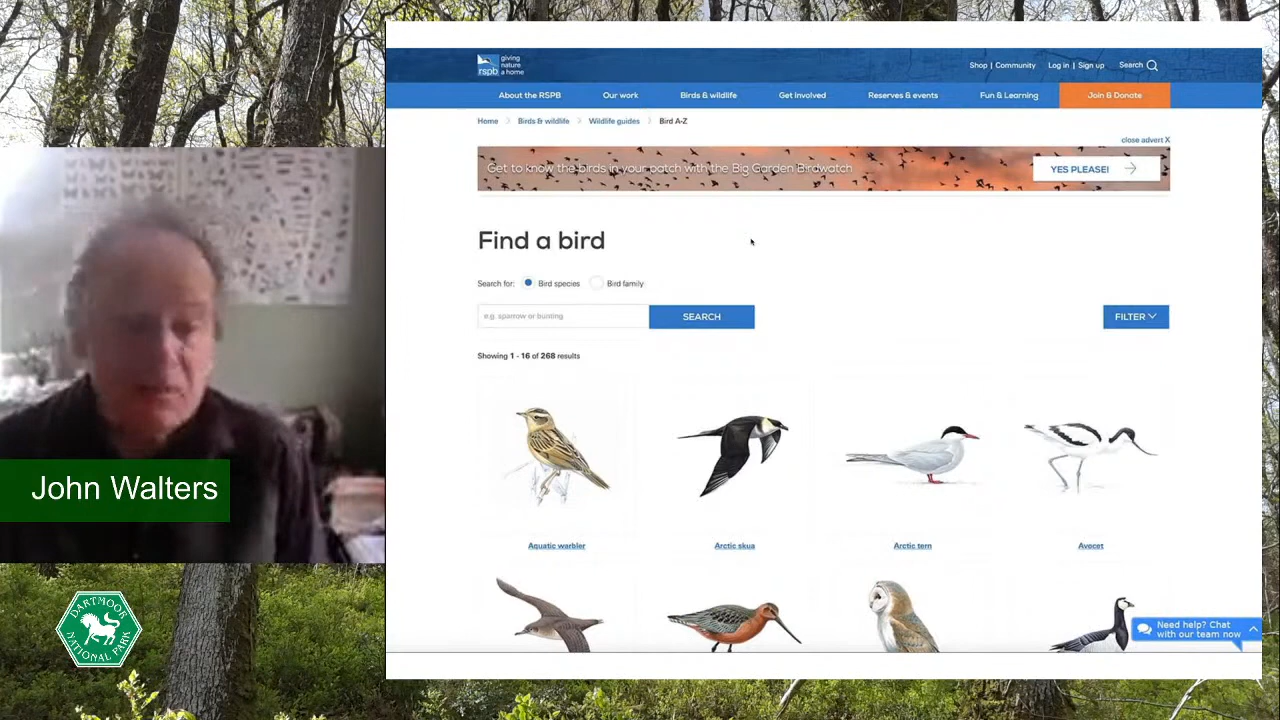 rspb
giving
nature
a home
Shop | Community
Log in | Sign up
Search
About the RSPB
Our work
Birds & wildlife
Get involved
Reserves & events
Fun & Learning
Join & Donate
Home
Birds & wildlife
Wildlife guides
Bird A-Z
close advert X
Get to know the birds in your patch with the Big Garden Birdwatch
YES PLEASE!
Find a bird
Search for:
Bird species
Bird family
e.g. sparrow or bunting
SEARCH
FILTER
Showing 1 - 16 of 268 results
Aquatic warbler
Arctic skua
Arctic tern
Avocet
Need help? Chat
with our team now
John Walters
DARTMOOR
NATIONAL PARK